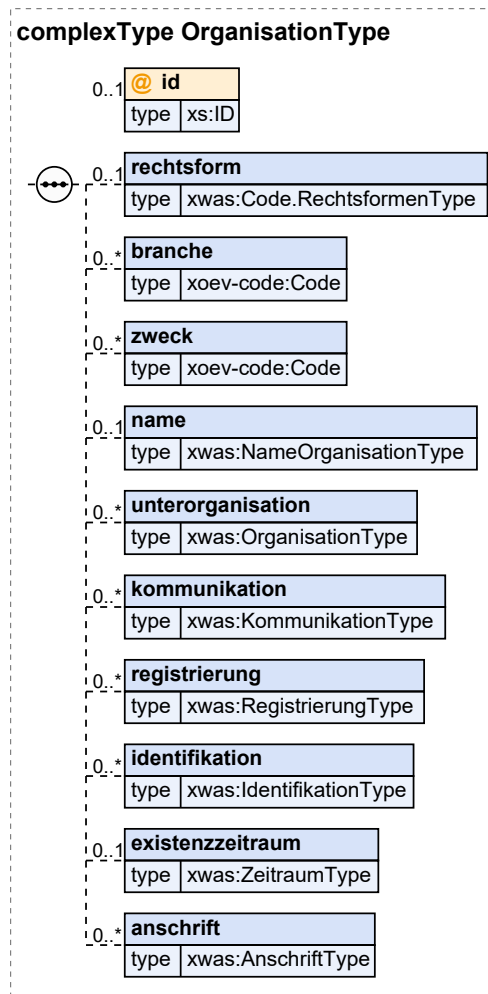 complexType OrganisationType
0..1 @ id
type xs:ID
0..1 rechtsform
type xwas:Code.RechtsformenType
0..* branche
type xoev-code:Code
0..* zweck
type xoev-code:Code
0..1 name
type xwas:NameOrganisationType
0..* unterorganisation
type xwas:OrganisationType
0..* kommunikation
type xwas:KommunikationType
0..* registrierung
type xwas:RegistrierungType
0..* identifikation
type xwas:IdentifikationType
0..1 existenzzeitraum
type xwas:ZeitraumType
0..* anschrift
type xwas:AnschriftType